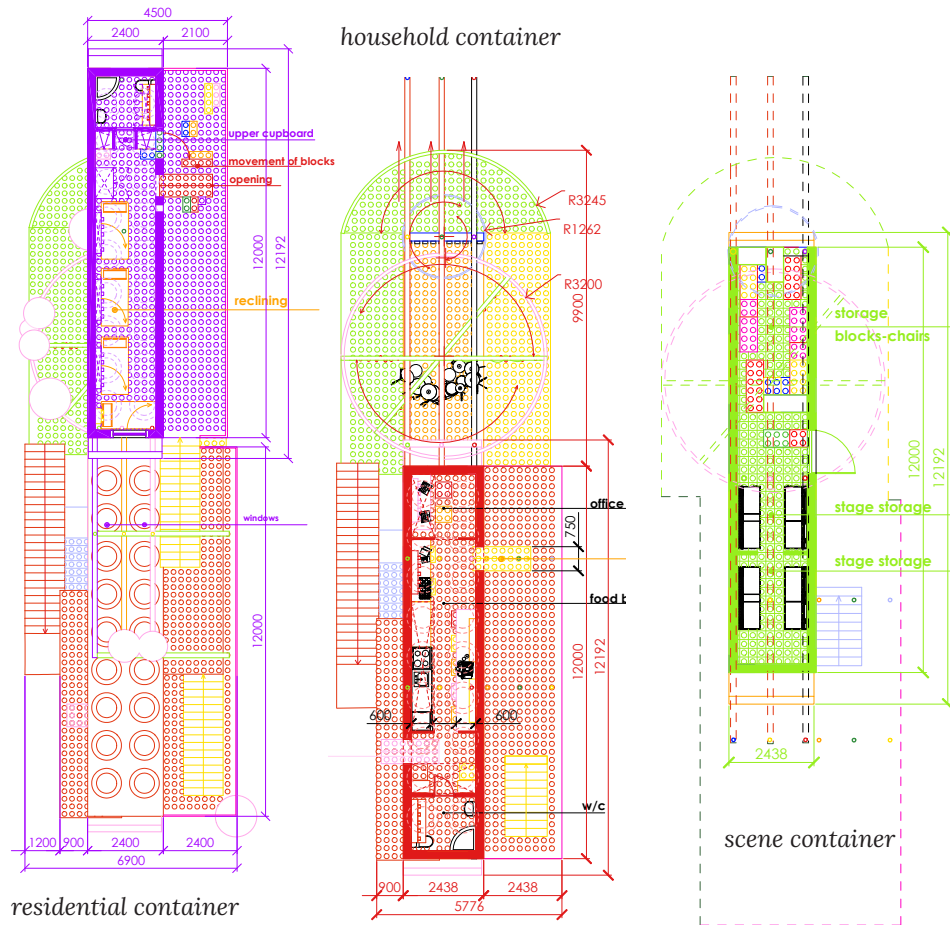 household container
4500
2400
2100
upper cupboard
movement of blocks
opening
reclining
windows
12000
12192
12000
1200
900
2400
2400
6900
residential container
R3245
R1262
R3200
9900
office
750
food b
12000
12192
600
600
w/c
900
2438
2438
5776
storage
blocks-chairs
stage storage
stage storage
12000
12192
2438
scene container